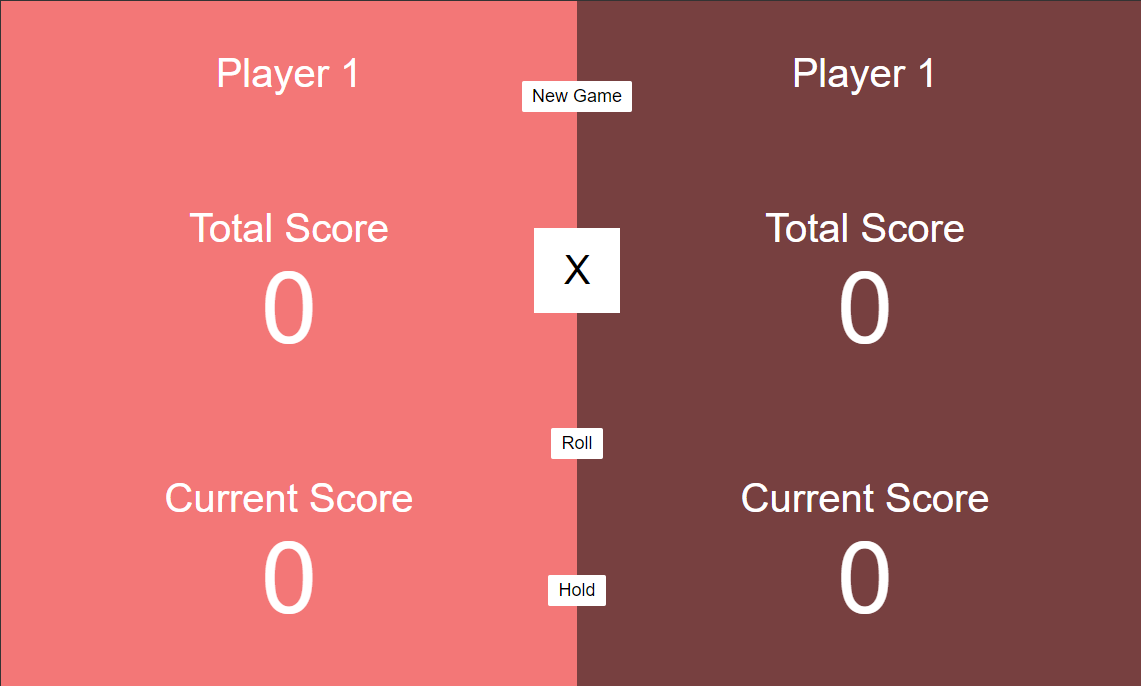 Player 1
Total Score
0
Current Score
0
New Game
X
Roll
Hold
Player 1
Total Score
0
Current Score
0